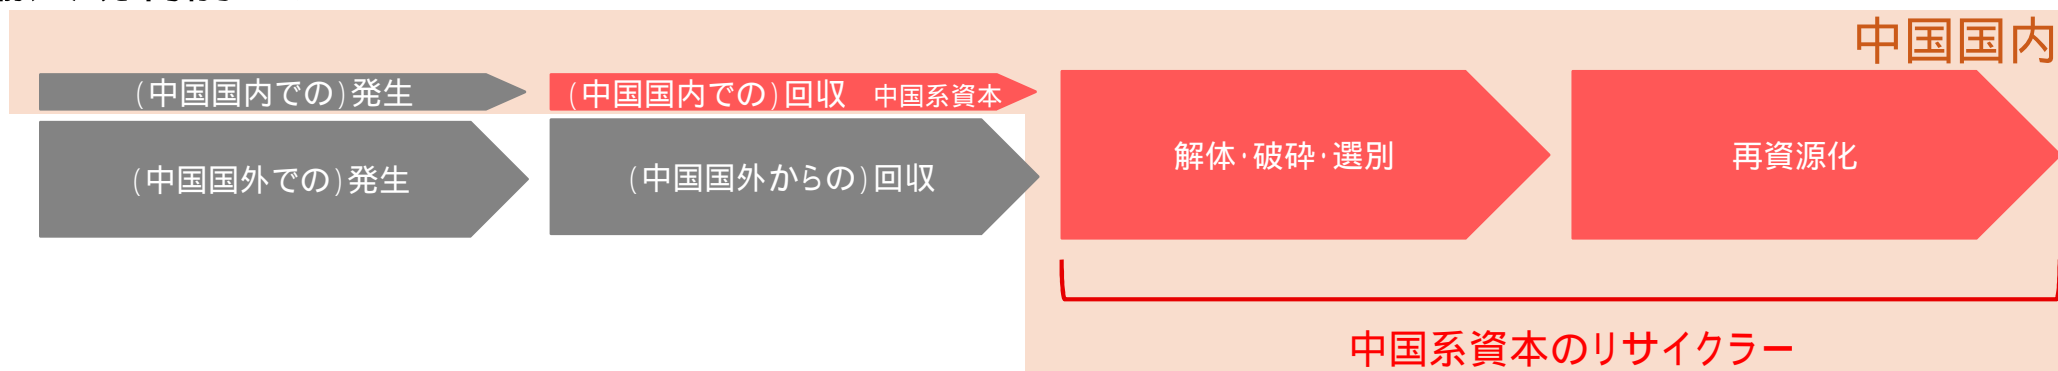 中国国内
(中国国内での)発生
(中国国内での)回収 中国系資本
(中国国外での)発生
(中国国外からの)回収
解体・破砕・選別
再資源化
中国系資本のリサイクラー